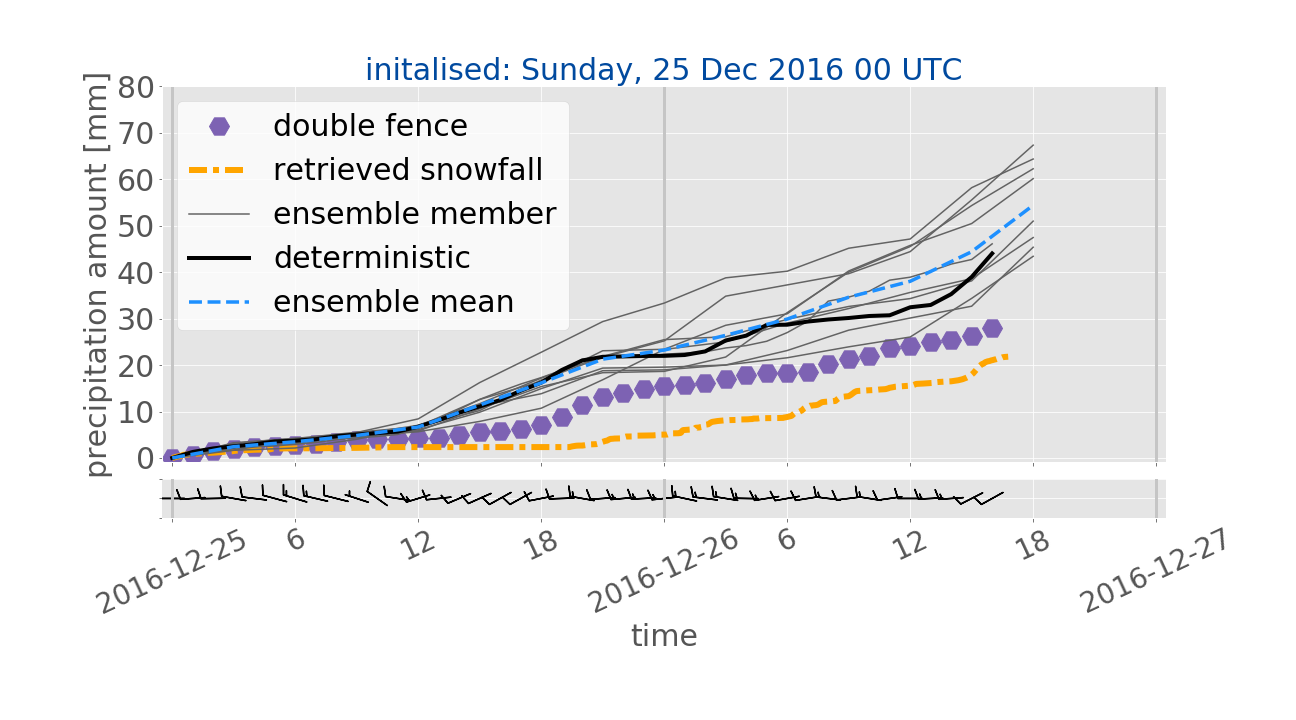 initalised: Sunday, 25 Dec 2016 00 UTC
precipitation amount [mm]
80
70
60
50
40
30
20
10
0
double fence
retrieved snowfall
ensemble member
deterministic
ensemble mean
2016-12-25
6
12
18
2016-12-26
6
12
18
2016-12-27
time